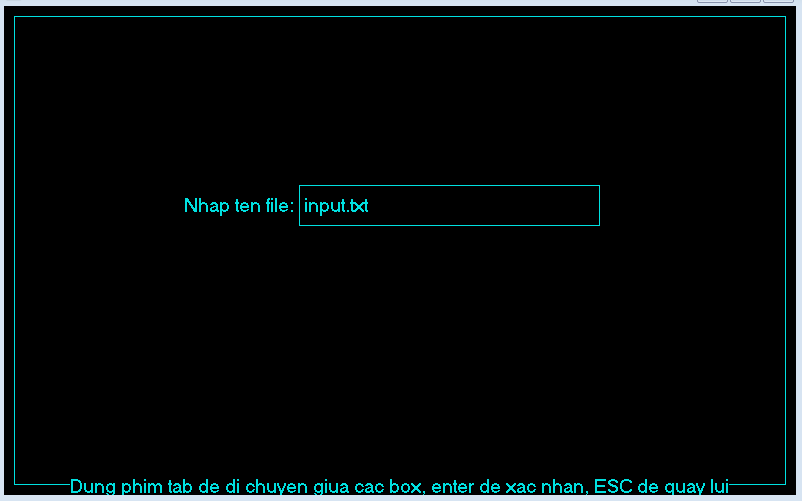 Nhap ten file: input.txt
Dung phim tab de di chuyen giua cac box, enter de xac nhan, ESC de quay lui